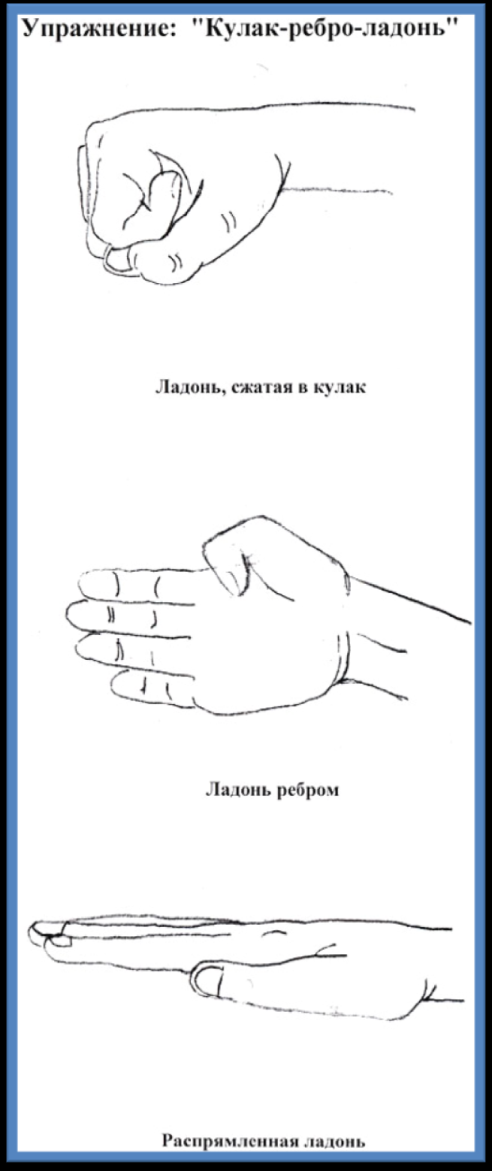 Упражнение: "Кулак-ребро-ладонь"
Ладонь, сжатая в кулак
Ладонь ребром
Распрямленная ладонь